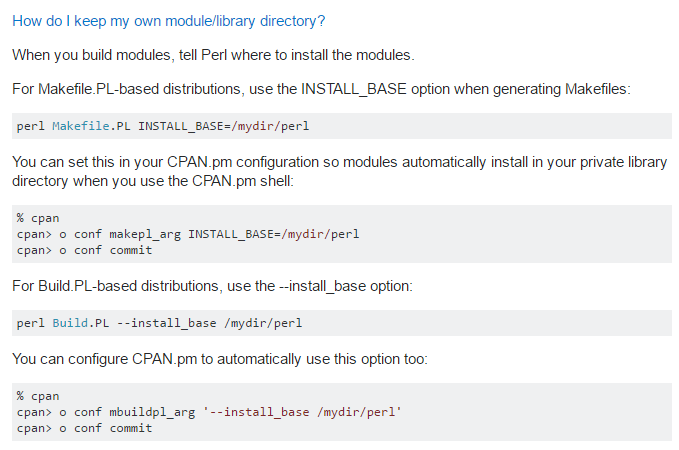 How do I keep my own module/library directory?
When you build modules, tell Perl where to install the modules.
For Makefile.PL-based distributions, use the INSTALL_BASE option when generating Makefiles:
perl Makefile.PL INSTALL_BASE=/mydir/perl
You can set this in your CPAN.pm configuration so modules automatically install in your private library
directory when you use the CPAN.pm shell:
% cpan
cpan> o conf makepl_arg INSTALL_BASE=/mydir/perl
cpan> o conf commit
For Build.PL-based distributions, use the --install_base option:
perl Build.PL --install_base /mydir/perl
You can configure CPAN.pm to automatically use this option too:
% cpan
cpan> o conf mbuildpl_arg '--install_base /mydir/perl'
cpan> o conf commit